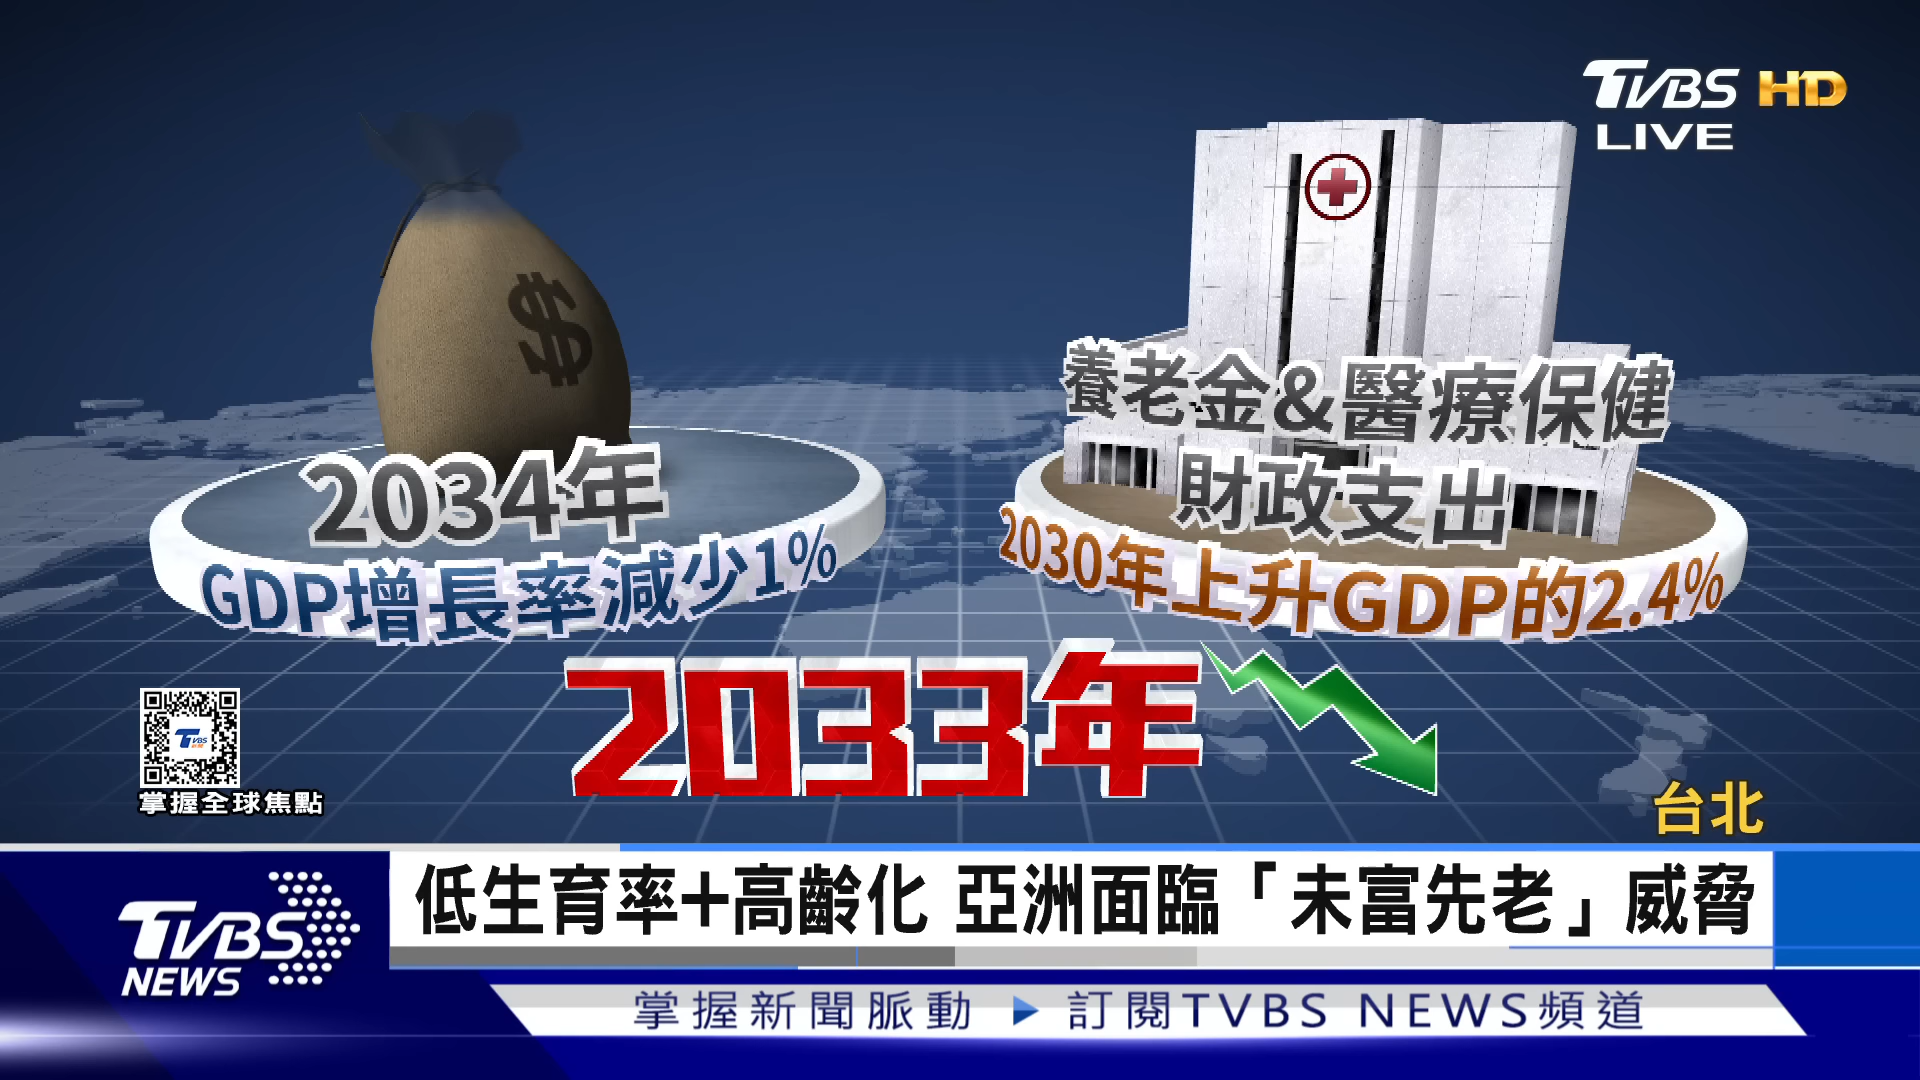 TVBS HD
LIVE
$
2034年
GDP增長率減少1%
養老金&醫療保健
財政支出
2030年上升GDP的2.4%
2033年
TVBS
掌握全球焦點
台北
低生育率+高齡化 亞洲面臨「未富先老」威脅
TVBS
NEWS
掌握新聞脈動 ▶ 訂閱TVBS NEWS頻道